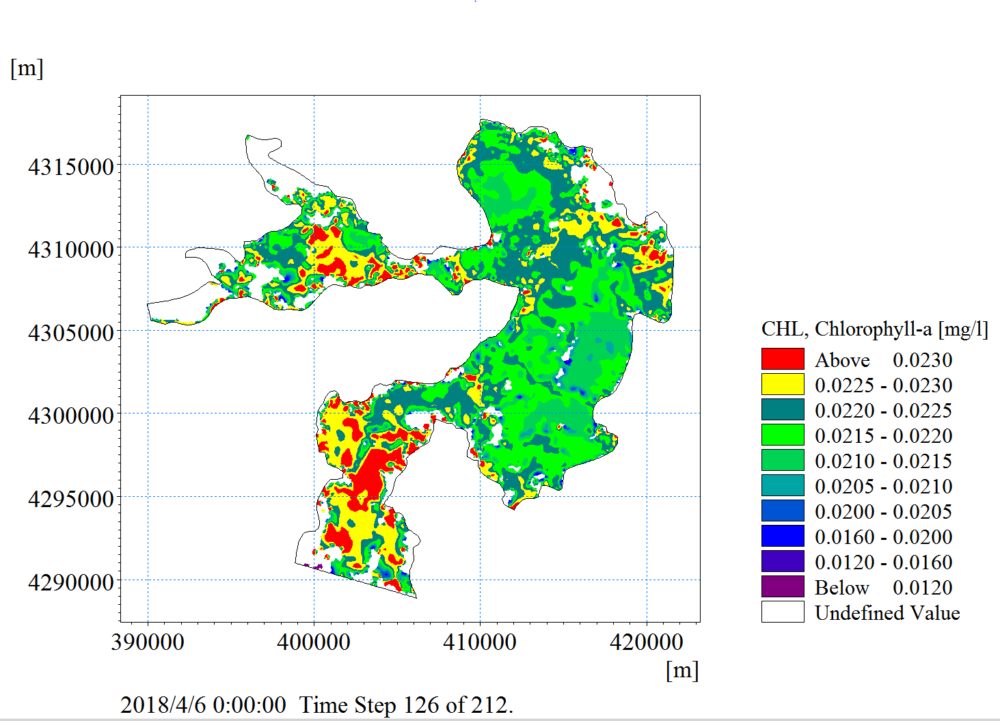 [m]
4315000
4310000
4305000
4300000
4295000
4290000
390000 400000 410000 420000
[m]
CHL, Chlorophyll-a [mg/l]
Above 0.0230
0.0225 - 0.0230
0.0220 - 0.0225
0.0215 - 0.0220
0.0210 - 0.0215
0.0205 - 0.0210
0.0200 - 0.0205
0.0160 - 0.0200
0.0120 - 0.0160
Below 0.0120
Undefined Value
2018/4/6 0:00:00 Time Step 126 of 212.